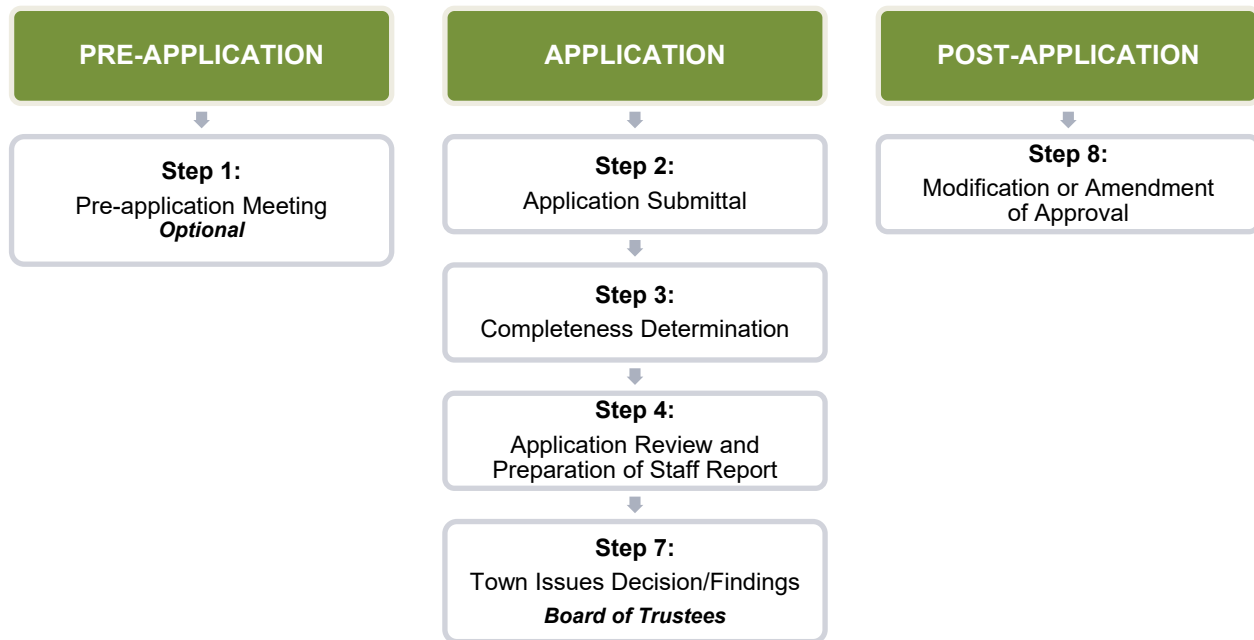 PRE-APPLICATION
Step 1:
Pre-application Meeting
Optional
APPLICATION
Step 2:
Application Submittal
Step 3:
Completeness Determination
Step 4:
Application Review and
Preparation of Staff Report
Step 7:
Town Issues Decision/Findings
Board of Trustees
POST-APPLICATION
Step 8:
Modification or Amendment
of Approval